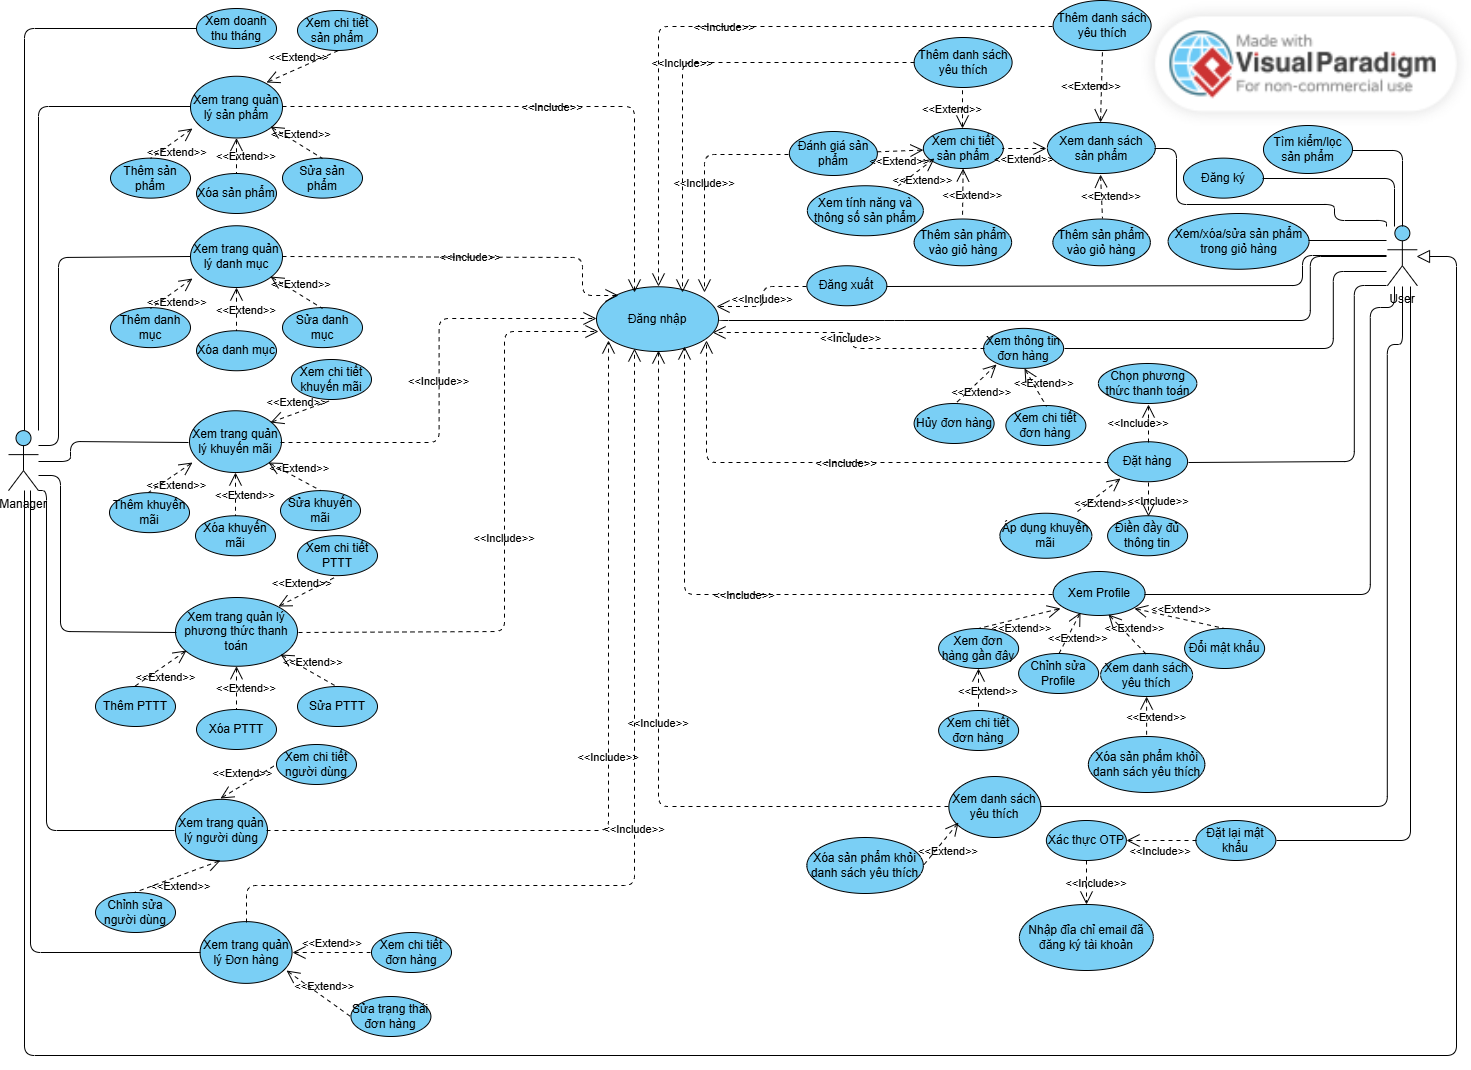 Xem doanh
thu tháng
Xem chi tiết
sản phẩm
<<Extend>>
Xem trang quản
lý sản phẩm
<<Include>>
<<Extend>>
<<Extend>>
<<Extend>>
Thêm sản
phẩm
Xóa sản phẩm
Sửa sản
phẩm
Xem trang quản
lý danh mục
<<Include>>
<<Extend>>
<<Extend>>
<<Extend>>
Thêm danh
mục
Xóa danh mục
Sửa danh
mục
Xem chi tiết
khuyến mãi
<<Extend>>
<<Include>>
Xem trang quản
lý khuyến mãi
<<Extend>>
<<Extend>>
<<Extend>>
Thêm khuyến
mãi
Xóa khuyến
mãi
Sửa khuyến
mãi
Manager
Xem chi tiết
PTTT
<<Extend>>
<<Include>>
Xem trang quản lý
phương thức thanh
toán
<<Extend>>
<<Extend>>
<<Extend>>
Thêm PTTT
Xóa PTTT
Sửa PTTT
Xem chi tiết
người dùng
<<Extend>>
<<Include>>
<<Include>>
Xem trang quản
lý người dùng
<<Include>>
<<Extend>>
Chỉnh sửa
người dùng
Xem trang quản
lý Đơn hàng
<<Extend>>
Xem chi tiết
đơn hàng
<<Extend>>
Sửa trạng thái
đơn hàng
Đăng nhập
Thêm danh sách
yêu thích
<<Include>>
Thêm danh sách
yêu thích
<<Include>>
<<Extend>>
<<Extend>>
Đánh giá sản
phẩm
<<Extend>>
Xem chi tiết
sản phẩm
<<Extend>>
Xem danh sách
sản phẩm
<<Include>>
<<Extend>>
Xem tính năng và
thông số sản phẩm
<<Extend>>
<<Extend>>
Thêm sản phẩm
vào giỏ hàng
Thêm sản phẩm
vào giỏ hàng
Made with
VisualParadigm
For non-commercial use
Tìm kiếm/lọc
sản phẩm
Đăng ký
Xem/xóa/sửa sản phẩm
trong giỏ hàng
User
Đăng xuất
<<Include>>
Xem thông tin
đơn hàng
<<Include>>
<<Extend>>
<<Extend>>
Hủy đơn hàng
Xem chi tiết
đơn hàng
Chọn phương
thức thanh toán
<<Include>>
Đặt hàng
<<Include>>
<<Extend>>
<<Include>>
Áp dụng khuyến
mãi
Điền đầy đủ
thông tin
Xem Profile
<<Include>>
<<Extend>>
<<Extend>>
<<Extend>>
<<Extend>>
Xem đơn
hàng gần đây
Chỉnh sửa
Profile
Xem danh sách
yêu thích
Đổi mật khẩu
<<Extend>>
<<Extend>>
Xem chi tiết
đơn hàng
Xóa sản phẩm khỏi
danh sách yêu thích
Xem danh sách
yêu thích
<<Extend>>
Xóa sản phẩm khỏi
danh sách yêu thích
Xác thực OTP
<<Include>>
Đặt lại mật
khẩu
<<Include>>
Nhập đĩa chỉ email đã
đăng ký tài khoản